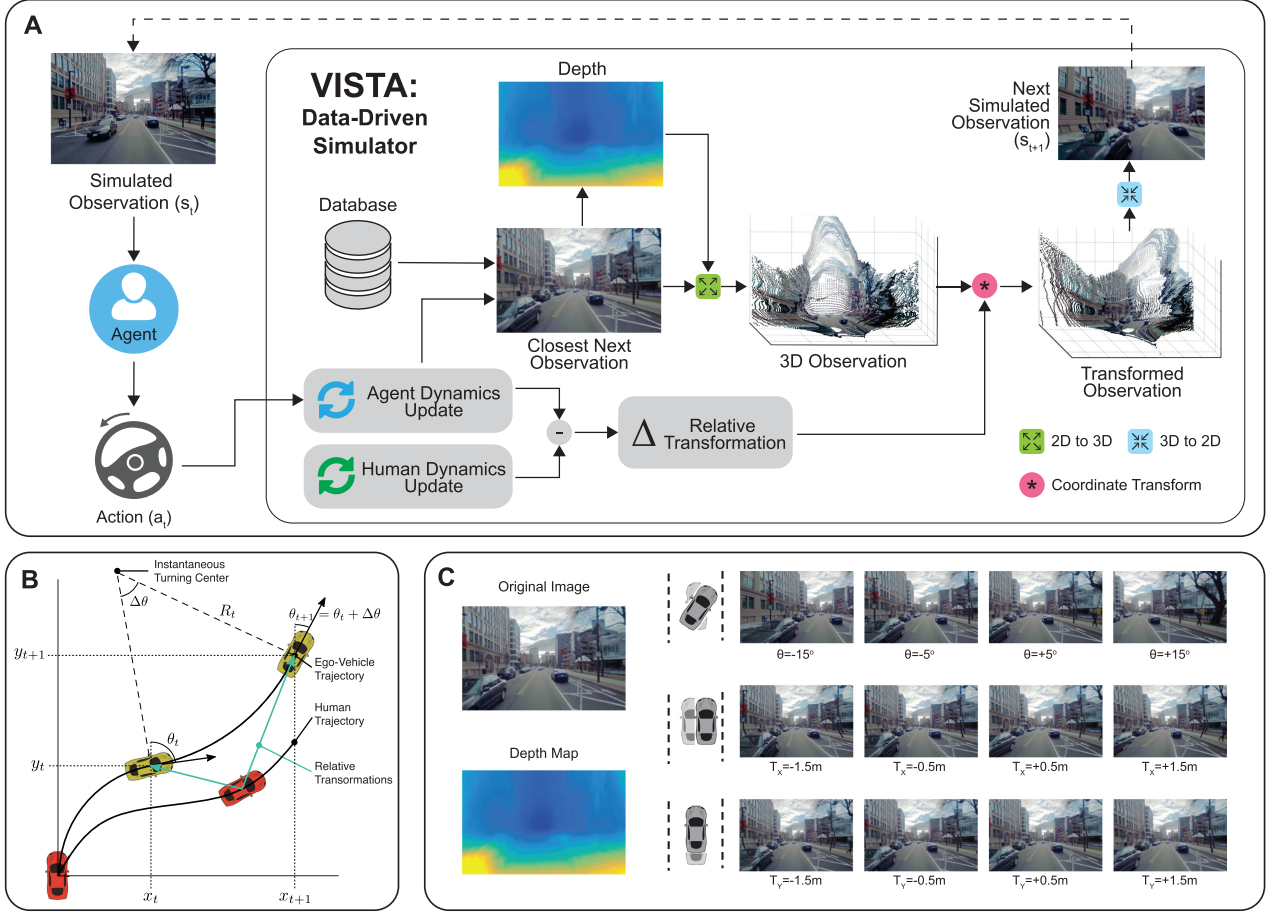 A
VISTA:
Data-Driven
Simulator
Depth
Next
Simulated
Observation
(sₜ₊₁)
Simulated
Observation (sₜ)
Database
Agent
Closest Next
Observation
3D Observation
Transformed
Observation
Agent Dynamics
Update
-
Δ Relative
Transformation
Human Dynamics
Update
2D to 3D
3D to 2D
*
* Coordinate Transform
Action (aₜ)
B
Instantaneous
Turning Center
Δθ
Rₜ
θₜ₊₁ = θₜ + Δθ
yₜ₊₁
Ego-Vehicle
Trajectory
Human
Trajectory
θₜ
yₜ
Relative
Transormations
xₜ
xₜ₊₁
C
Original Image
Depth Map
θ=-15° θ=-5° θ=+5° θ=+15°
Tₓ=-1.5m Tₓ=-0.5m Tₓ=+0.5m Tₓ=+1.5m
T_Y=-1.5m T_Y=-0.5m T_Y=+0.5m T_Y=+1.5m